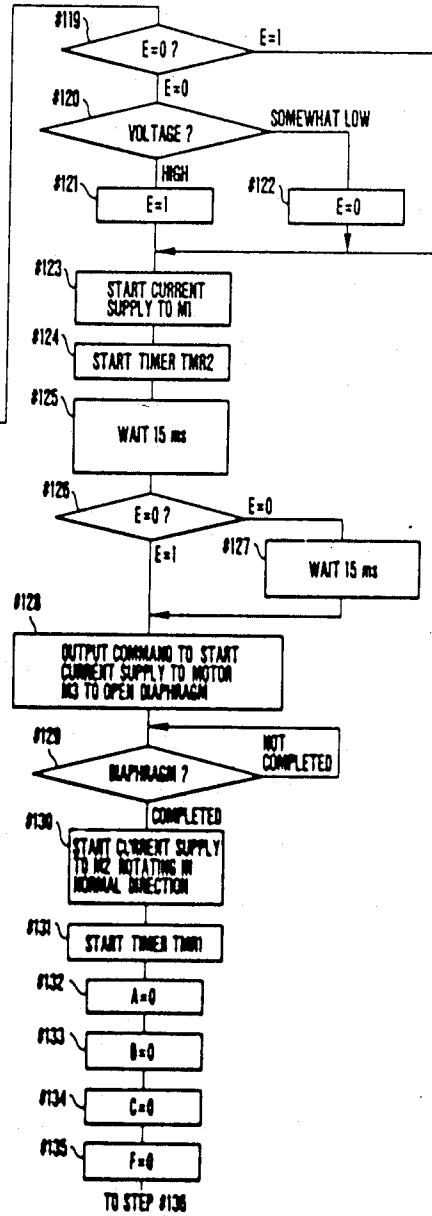 #119
E=0 ?
E=1
E=0
#120
VOLTAGE ?
SOMEWHAT LOW
HIGH
#121
E=1
#122
E=0
#123
START CURRENT
SUPPLY TO M1
#124
START TIMER TMR2
#125
WAIT 15 ms
#126
E=0 ?
E=0
E=1
#127
WAIT 15 ms
#128
OUTPUT COMMAND TO START
CURRENT SUPPLY TO MOTOR
M3 TO OPEN DIAPHRAGM
#129
DIAPHRAGM ?
NOT
COMPLETED
COMPLETED
#130
START CURRENT SUPPLY
TO M2 ROTATING IN
NORMAL DIRECTION
#131
START TIMER TMR1
#132
A=0
#133
B=0
#134
C=0
#135
F=0
TO STEP #136